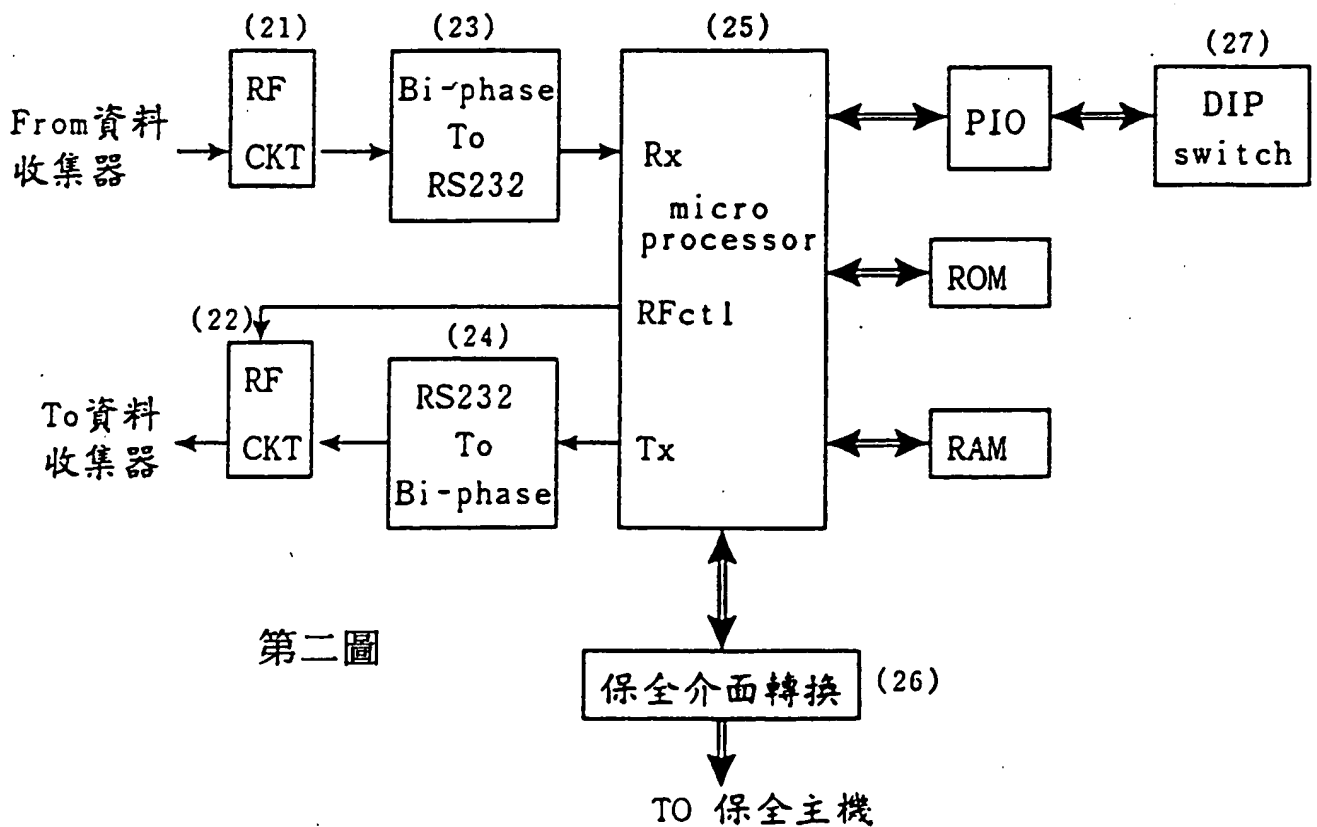 (21)
(23)
(25)
(27)
RF
CKT
Bi-phase
To
RS232
From資料
收集器
Rx
micro
processor
RFctl
Tx
PIO
DIP
switch
ROM
RAM
(22)
(24)
RF
CKT
RS232
To
Bi-phase
To資料
收集器
第二圖
保全介面轉換
(26)
TO 保全主機